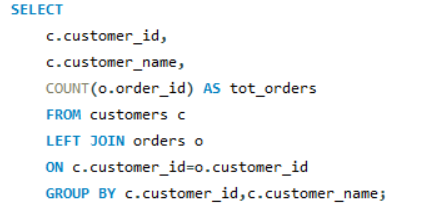 SELECT
c.customer_id,
c.customer_name,
COUNT(o.order_id) AS tot_orders
FROM customers c
LEFT JOIN orders o
ON c.customer_id=o.customer_id
GROUP BY c.customer_id,c.customer_name;